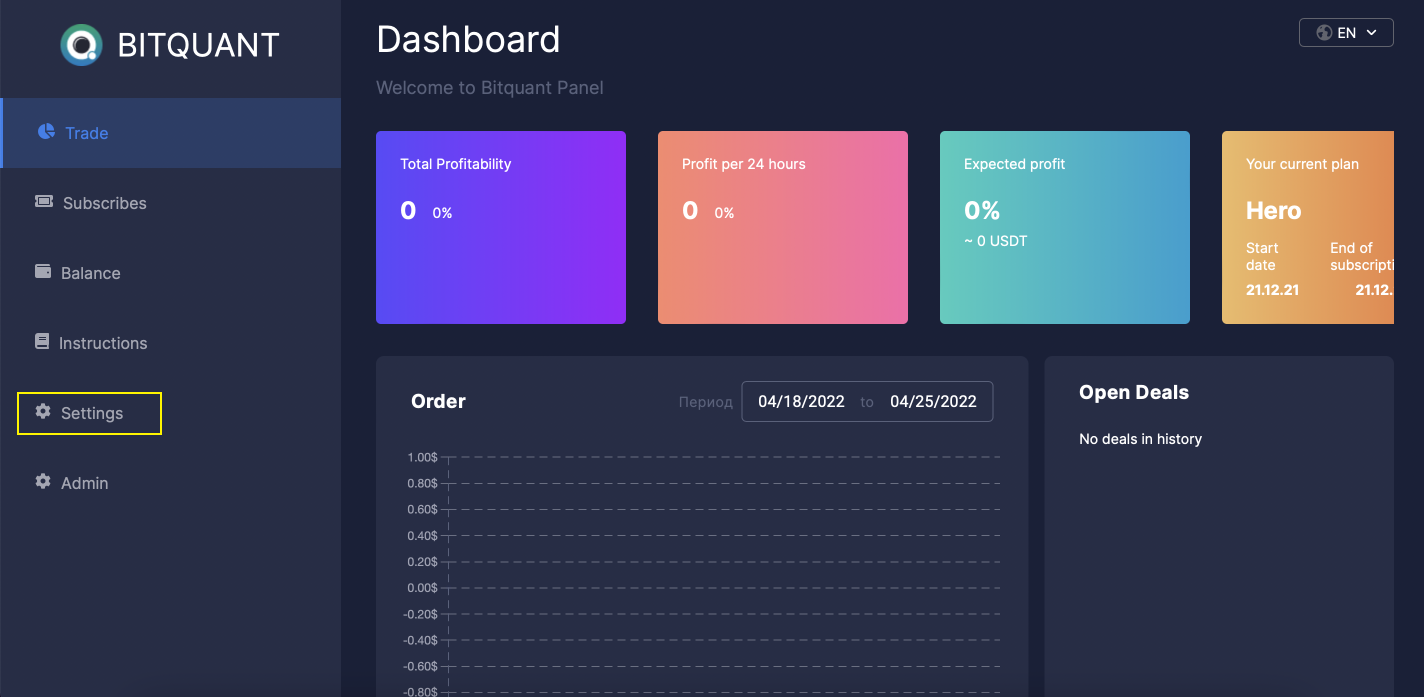 BITQUANT
Trade
Subscribes
Balance
Instructions
Settings
Admin
Dashboard
EN
Welcome to Bitquant Panel
Total Profitability
0 0%
Profit per 24 hours
0 0%
Expected profit
0%
~ 0 USDT
Your current plan
Hero
Start
date
21.12.21
End of
subscripti
21.12.
Order
Период 04/18/2022 to 04/25/2022
1.00$
0.80$
0.60$
0.40$
0.20$
0.00$
-0.20$
-0.40$
-0.60$
-0.80$
Open Deals
No deals in history